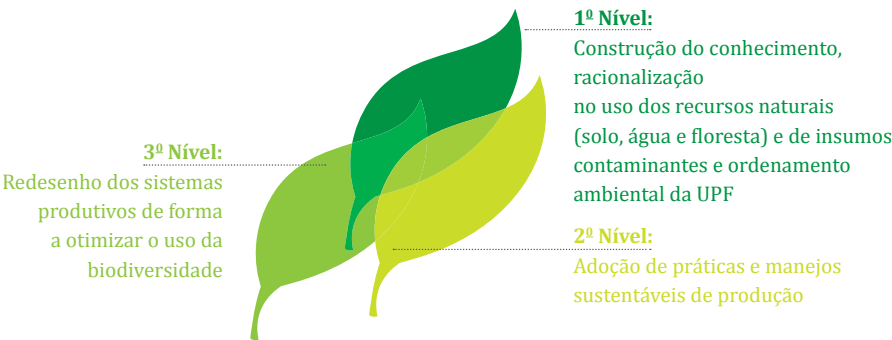 1º Nível:
Construção do conhecimento,
racionalização
no uso dos recursos naturais
(solo, água e floresta) e de insumos
contaminantes e ordenamento
ambiental da UPF
2º Nível:
Adoção de práticas e manejos
sustentáveis de produção
3º Nível:
Redesenho dos sistemas
produtivos de forma
a otimizar o uso da
biodiversidade